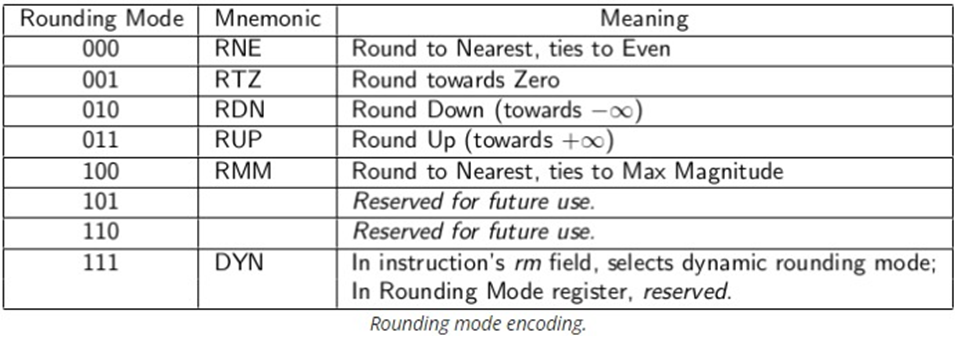 Rounding Mode Mnemonic Meaning
000 RNE Round to Nearest, ties to Even
001 RTZ Round towards Zero
010 RDN Round Down (towards −∞)
011 RUP Round Up (towards +∞)
100 RMM Round to Nearest, ties to Max Magnitude
101 Reserved for future use.
110 Reserved for future use.
111 DYN In instruction's rm field, selects dynamic rounding mode;
In Rounding Mode register, reserved.
Rounding mode encoding.